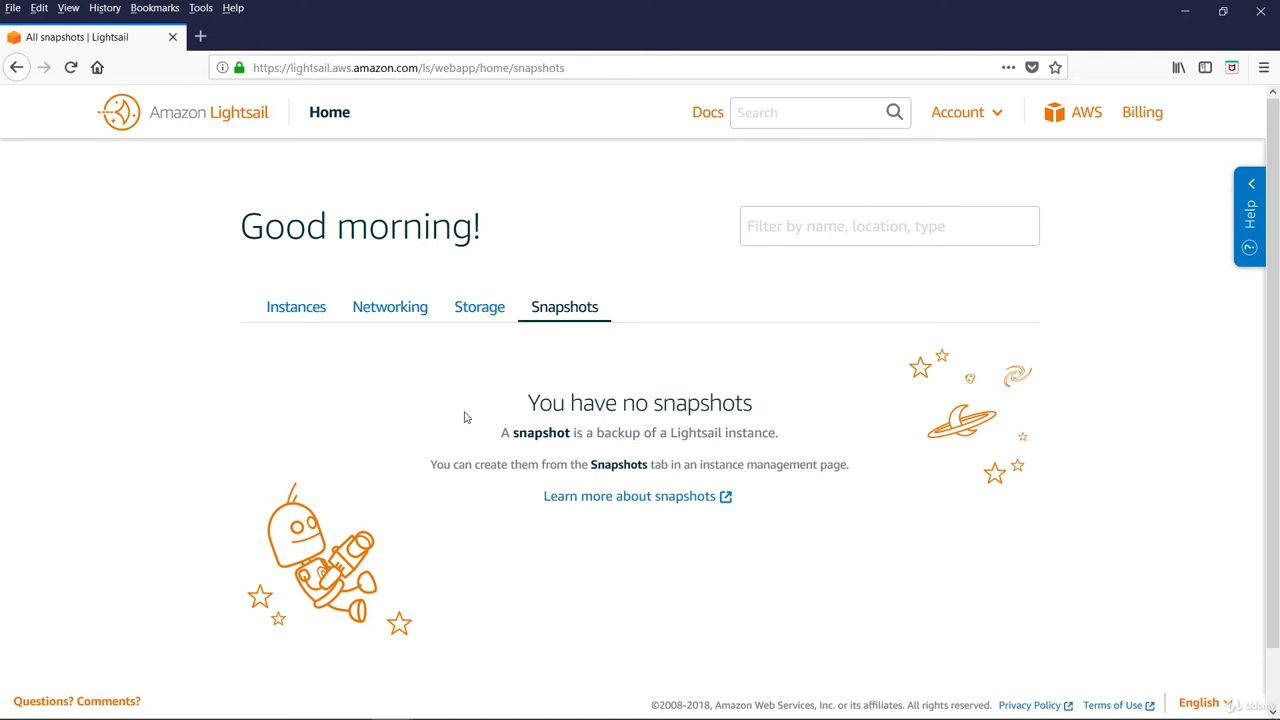 File Edit View History Bookmarks Tools Help
All snapshots | Lightsail
https://lightsail.aws.amazon.com/ls/webapp/home/snapshots
Amazon Lightsail Home Docs Search Account AWS Billing
Help
Good morning!
Filter by name, location, type
Instances Networking Storage Snapshots
You have no snapshots
A snapshot is a backup of a Lightsail instance.
You can create them from the Snapshots tab in an instance management page.
Learn more about snapshots
Questions? Comments?
©2008-2018, Amazon Web Services, Inc. or its affiliates. All rights reserved. Privacy Policy Terms of Use English
Udemy